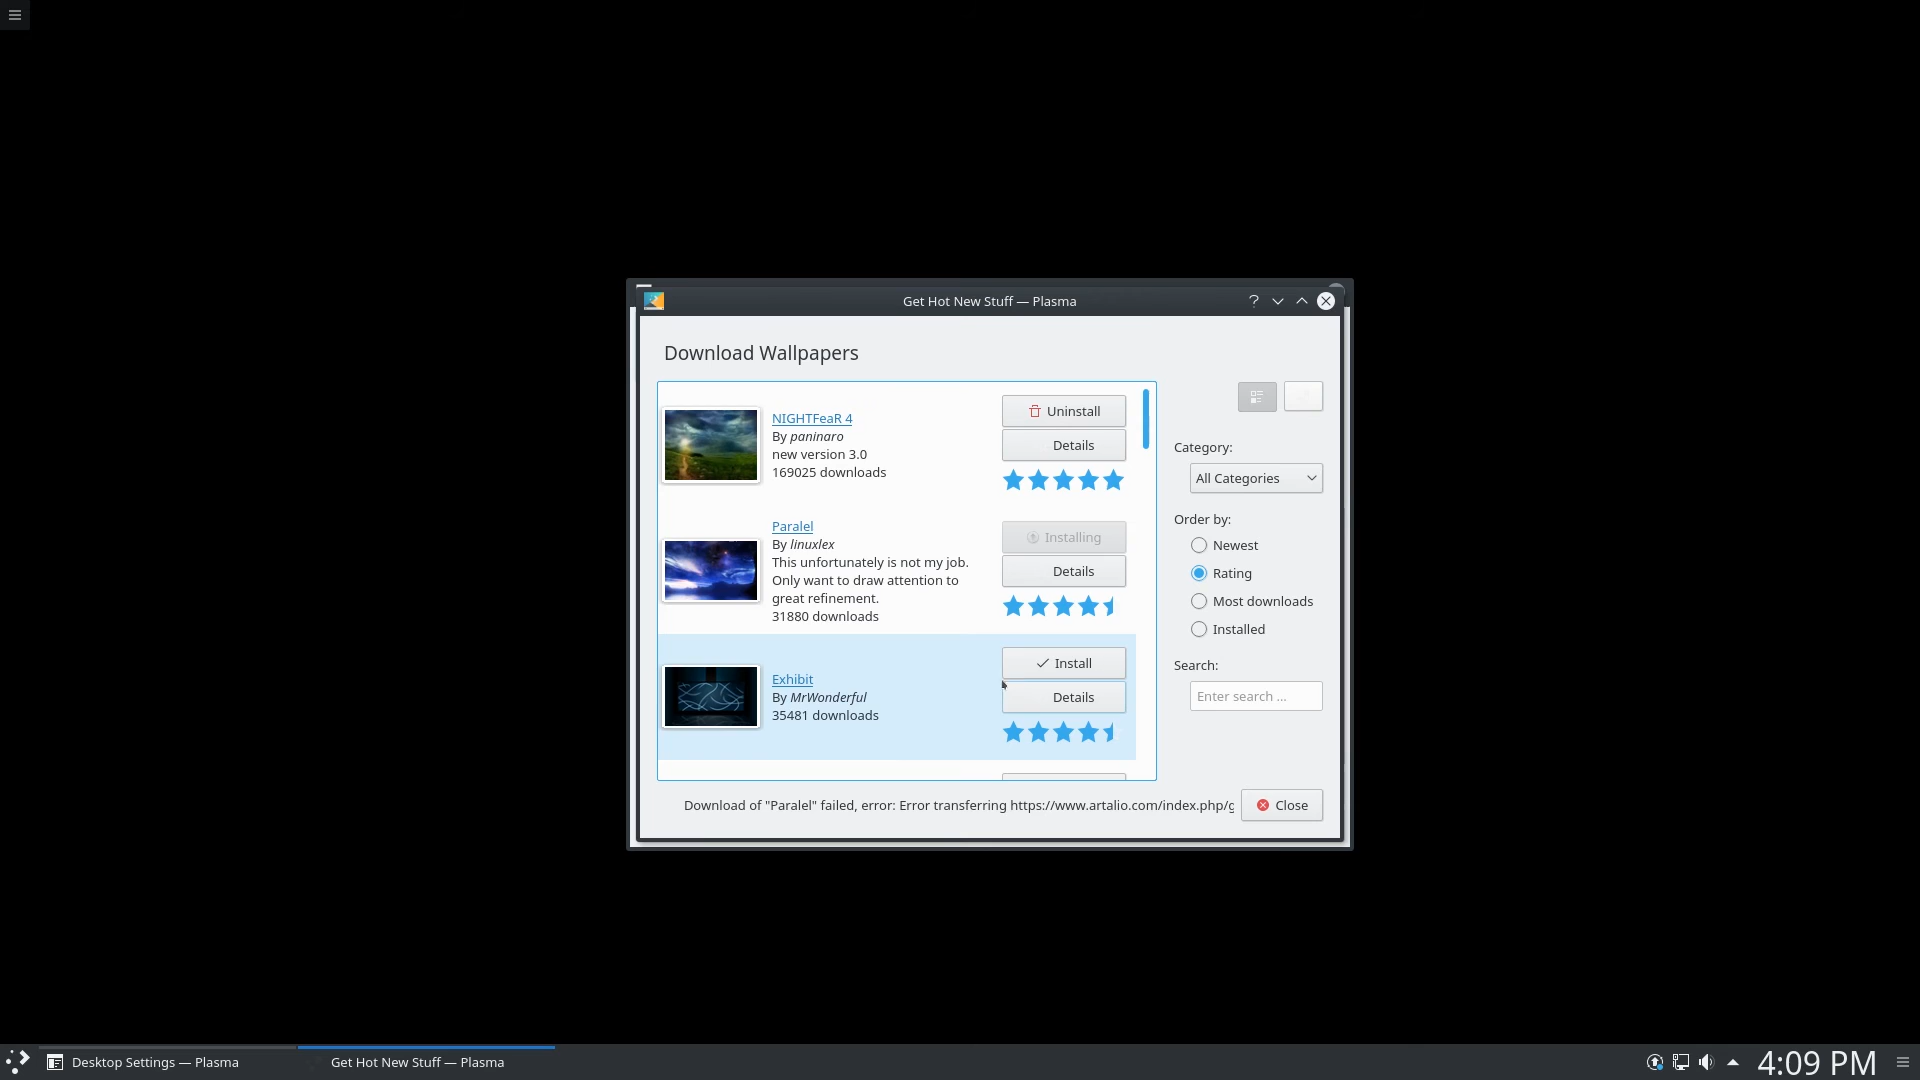 Get Hot New Stuff — Plasma
?
Download Wallpapers
NIGHTFeaR 4
By paninaro
new version 3.0
169025 downloads
Uninstall
Details
Paralel
By linuxlex
This unfortunately is not my job.
Only want to draw attention to
great refinement.
31880 downloads
Installing
Details
Exhibit
By MrWonderful
35481 downloads
Install
Details
Category:
All Categories
Order by:
Newest
Rating
Most downloads
Installed
Search:
Enter search ...
Download of "Paralel" failed, error: Error transferring https://www.artalio.com/index.php/g
Close
Desktop Settings — Plasma
Get Hot New Stuff — Plasma
4:09 PM